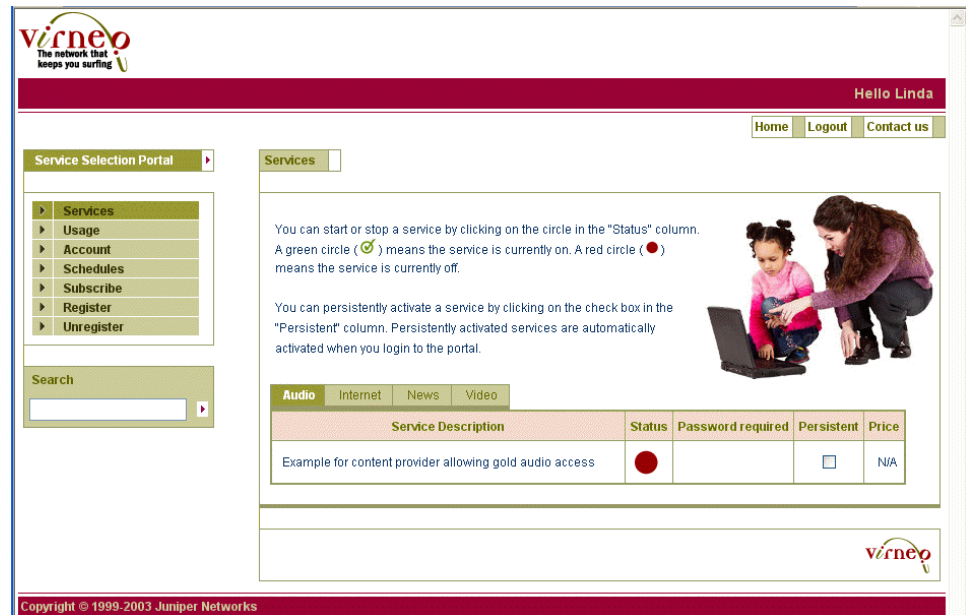 virneo
The network that
keeps you surfing
Hello Linda
Home Logout Contact us
Service Selection Portal
Services
Usage
Account
Schedules
Subscribe
Register
Unregister
Search
Services
You can start or stop a service by clicking on the circle in the "Status" column.
A green circle ( ) means the service is currently on. A red circle ( )
means the service is currently off.
You can persistently activate a service by clicking on the check box in the
"Persistent" column. Persistently activated services are automatically
activated when you login to the portal.
Audio Internet News Video
Service Description Status Password required Persistent Price
Example for content provider allowing gold audio access N/A
virneo
Copyright © 1999-2003 Juniper Networks